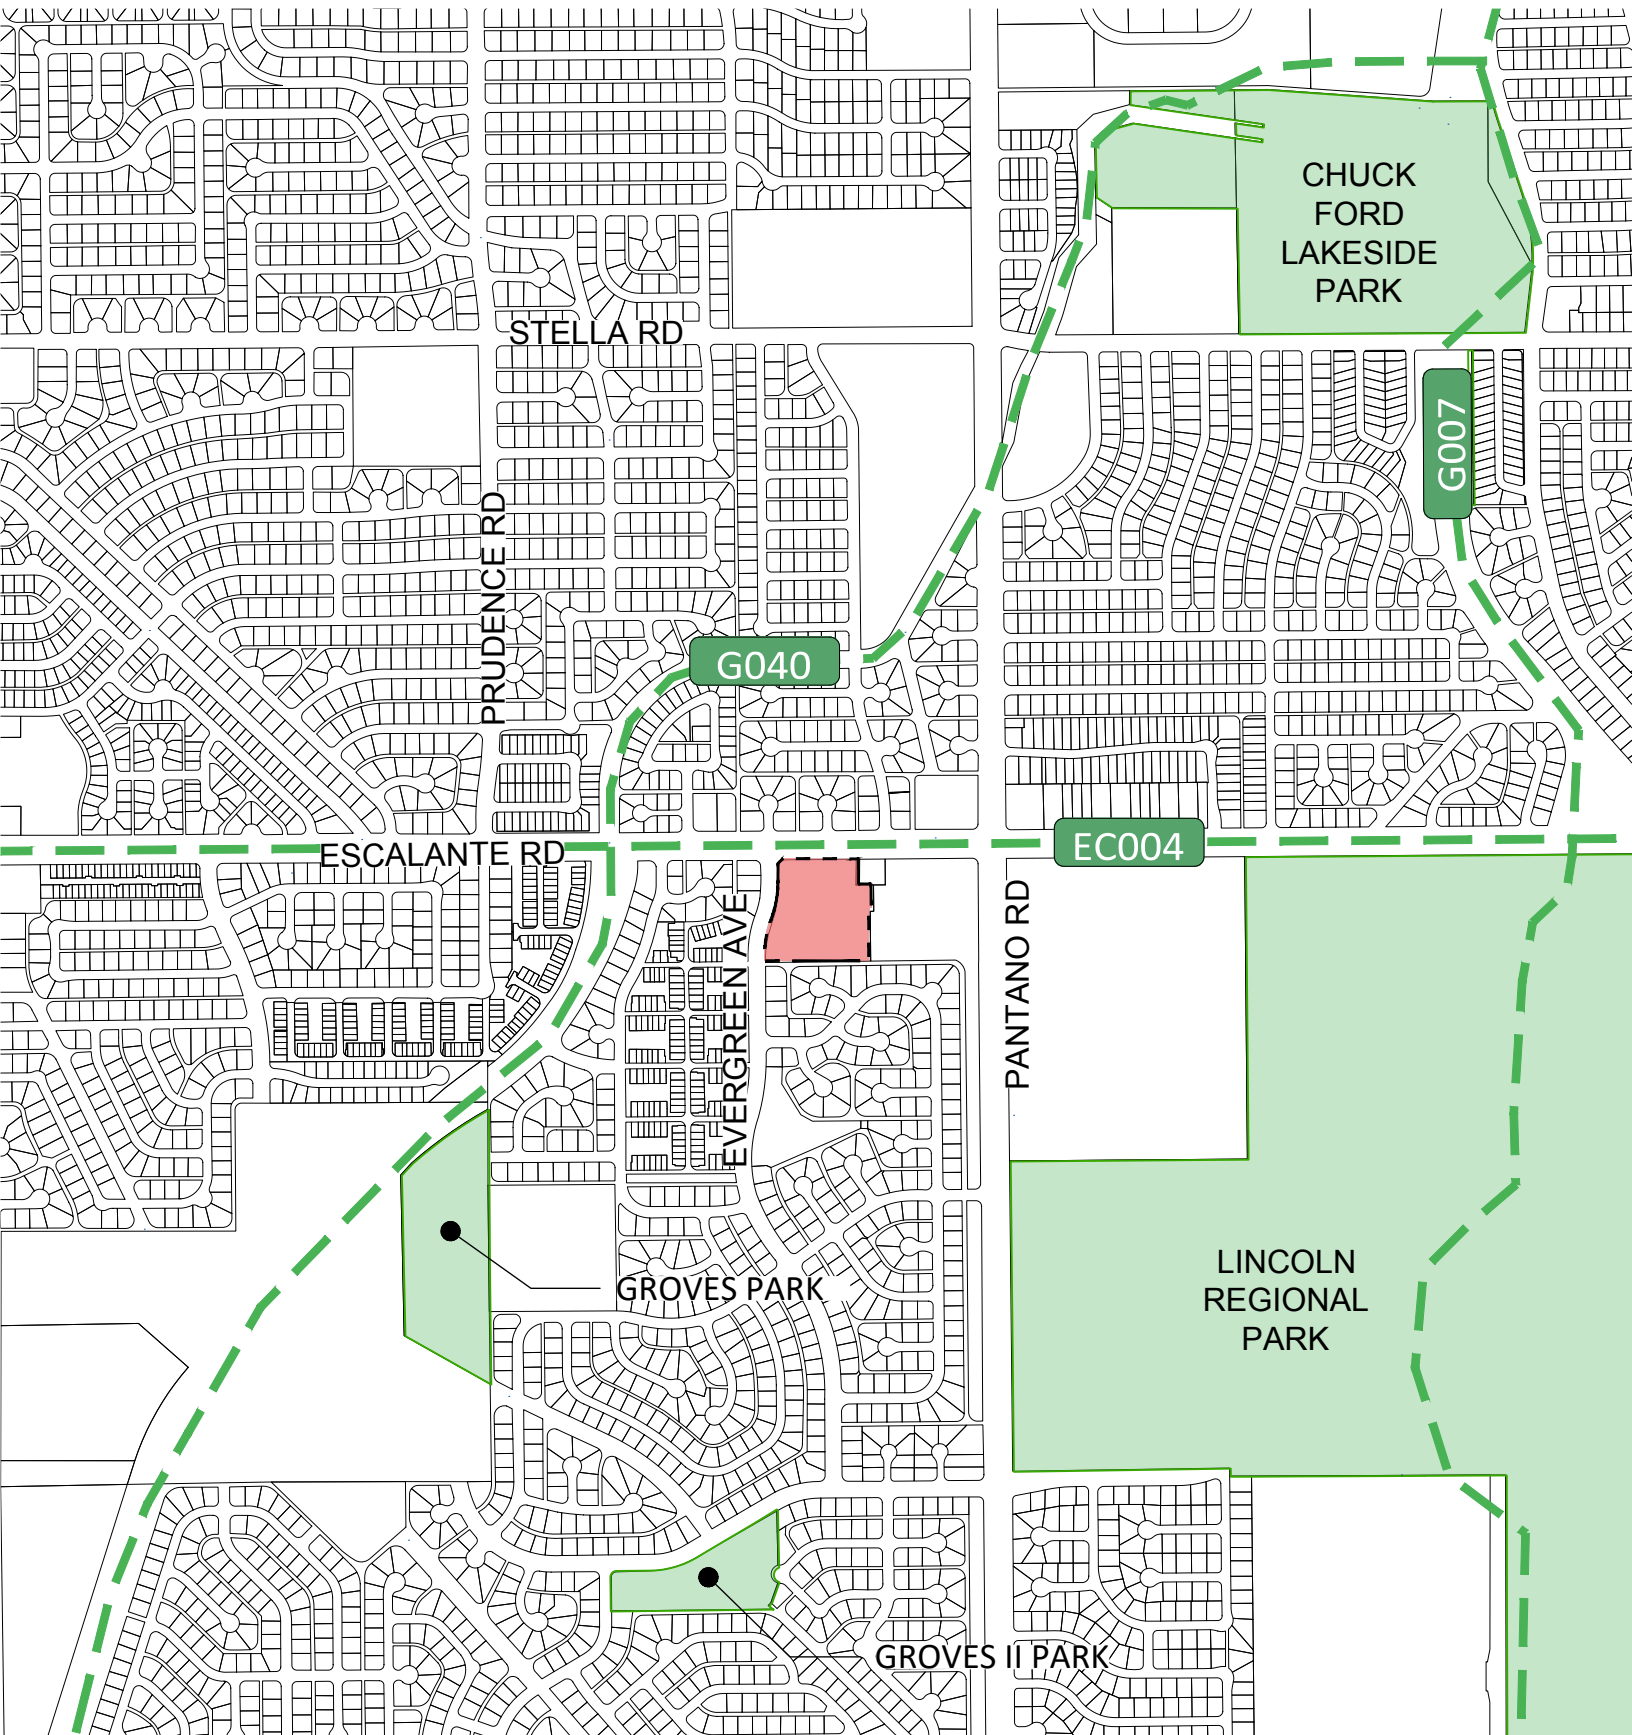 CHUCK
FORD
LAKESIDE
PARK
STELLA RD
G007
PRUDENCE RD
G040
EC004
ESCALANTE RD
EVERGREEN AVE
PANTANO RD
LINCOLN
REGIONAL
PARK
GROVES PARK
GROVES II PARK